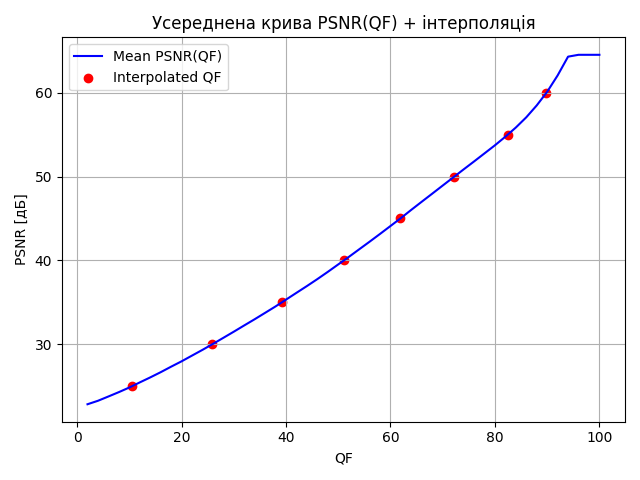 Усереднена крива PSNR(QF) + інтерполяція
Mean PSNR(QF)
Interpolated QF
PSNR [дБ]
60
50
40
30
0 20 40 60 80 100
QF